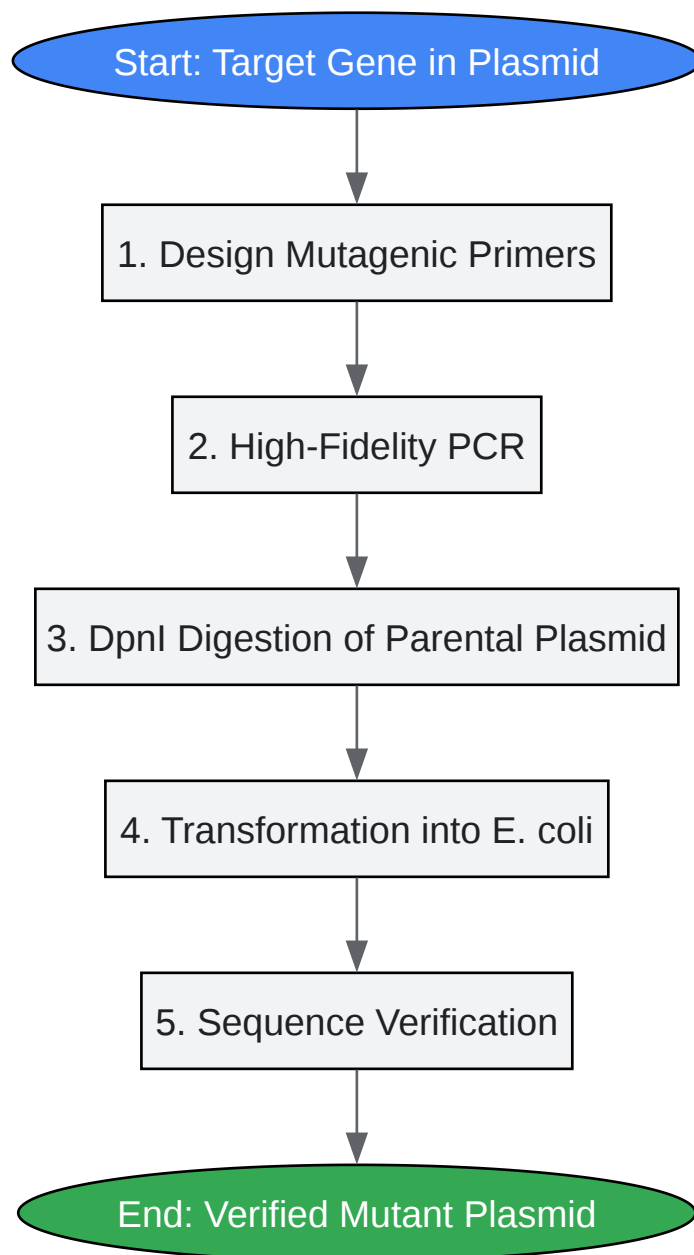 Start: Target Gene in Plasmid
1. Design Mutagenic Primers
2. High-Fidelity PCR
3. DpnI Digestion of Parental Plasmid
4. Transformation into E. coli
5. Sequence Verification
End: Verified Mutant Plasmid